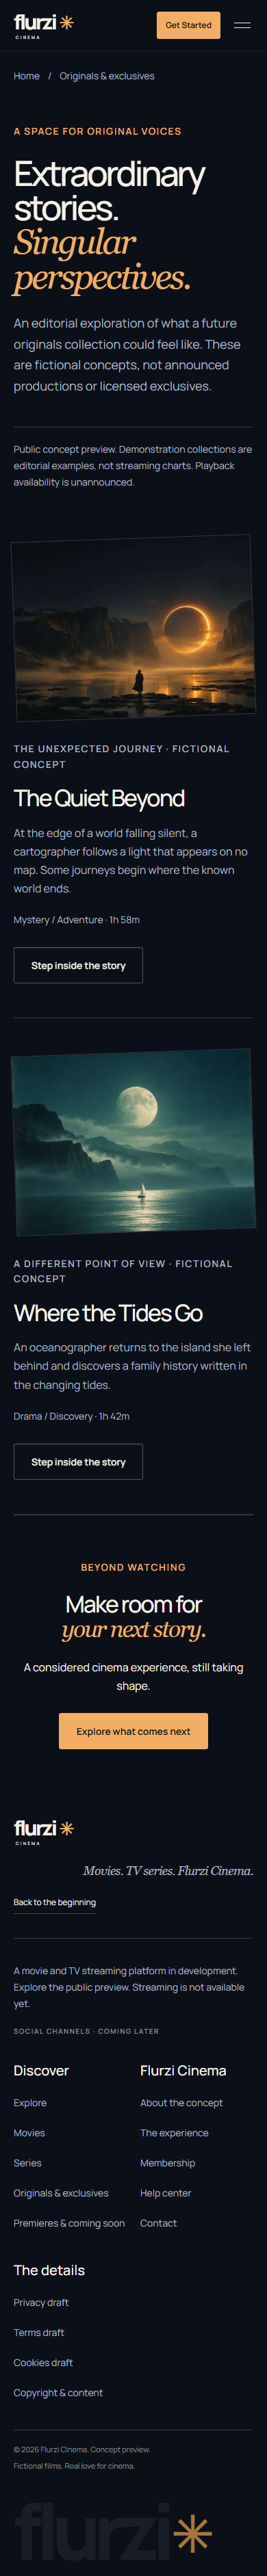 flurzi
CINEMA
Get Started
Home / Originals & exclusives
A SPACE FOR ORIGINAL VOICES
Extraordinary
stories.
Singular
perspectives.
An editorial exploration of what a future
originals collection could feel like. These
are fictional concepts, not announced
productions or licensed exclusives.
Public concept preview. Demonstration collections are
editorial examples, not streaming charts. Playback
availability is unannounced.
THE UNEXPECTED JOURNEY · FICTIONAL
CONCEPT
The Quiet Beyond
At the edge of a world falling silent, a
cartographer follows a light that appears on no
map. Some journeys begin where the known
world ends.
Mystery / Adventure · 1h 58m
Step inside the story
A DIFFERENT POINT OF VIEW · FICTIONAL
CONCEPT
Where the Tides Go
An oceanographer returns to the island she left
behind and discovers a family history written in
the changing tides.
Drama / Discovery · 1h 42m
Step inside the story
BEYOND WATCHING
Make room for
your next story.
A considered cinema experience, still taking
shape.
Explore what comes next
flurzi
CINEMA
Movies. TV series. Flurzi Cinema.
Back to the beginning
A movie and TV streaming platform in development.
Explore the public preview. Streaming is not available
yet.
SOCIAL CHANNELS · COMING LATER
Discover
Explore
Movies
Series
Originals & exclusives
Premieres & coming soon
Flurzi Cinema
About the concept
The experience
Membership
Help center
Contact
The details
Privacy draft
Terms draft
Cookies draft
Copyright & content
© 2026 Flurzi Cinema. Concept preview.
Fictional films. Real love for cinema.
flurzi